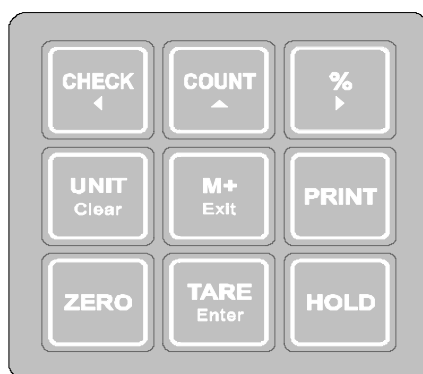 CHECK
COUNT
%
UNIT
Clear
M+
Exit
PRINT
ZERO
TARE
Enter
HOLD